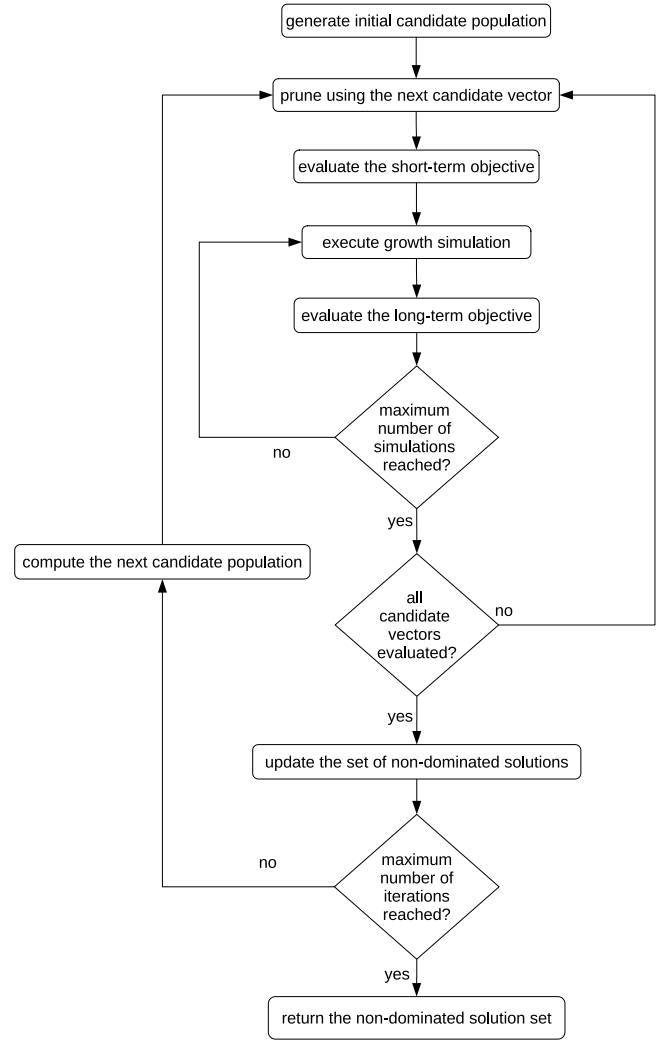 generate initial candidate population
prune using the next candidate vector
evaluate the short-term objective
execute growth simulation
evaluate the long-term objective
maximum
number of
simulations
reached?
no
yes
compute the next candidate population
all
candidate
vectors
evaluated?
no
yes
update the set of non-dominated solutions
maximum
number of
iterations
reached?
no
yes
return the non-dominated solution set